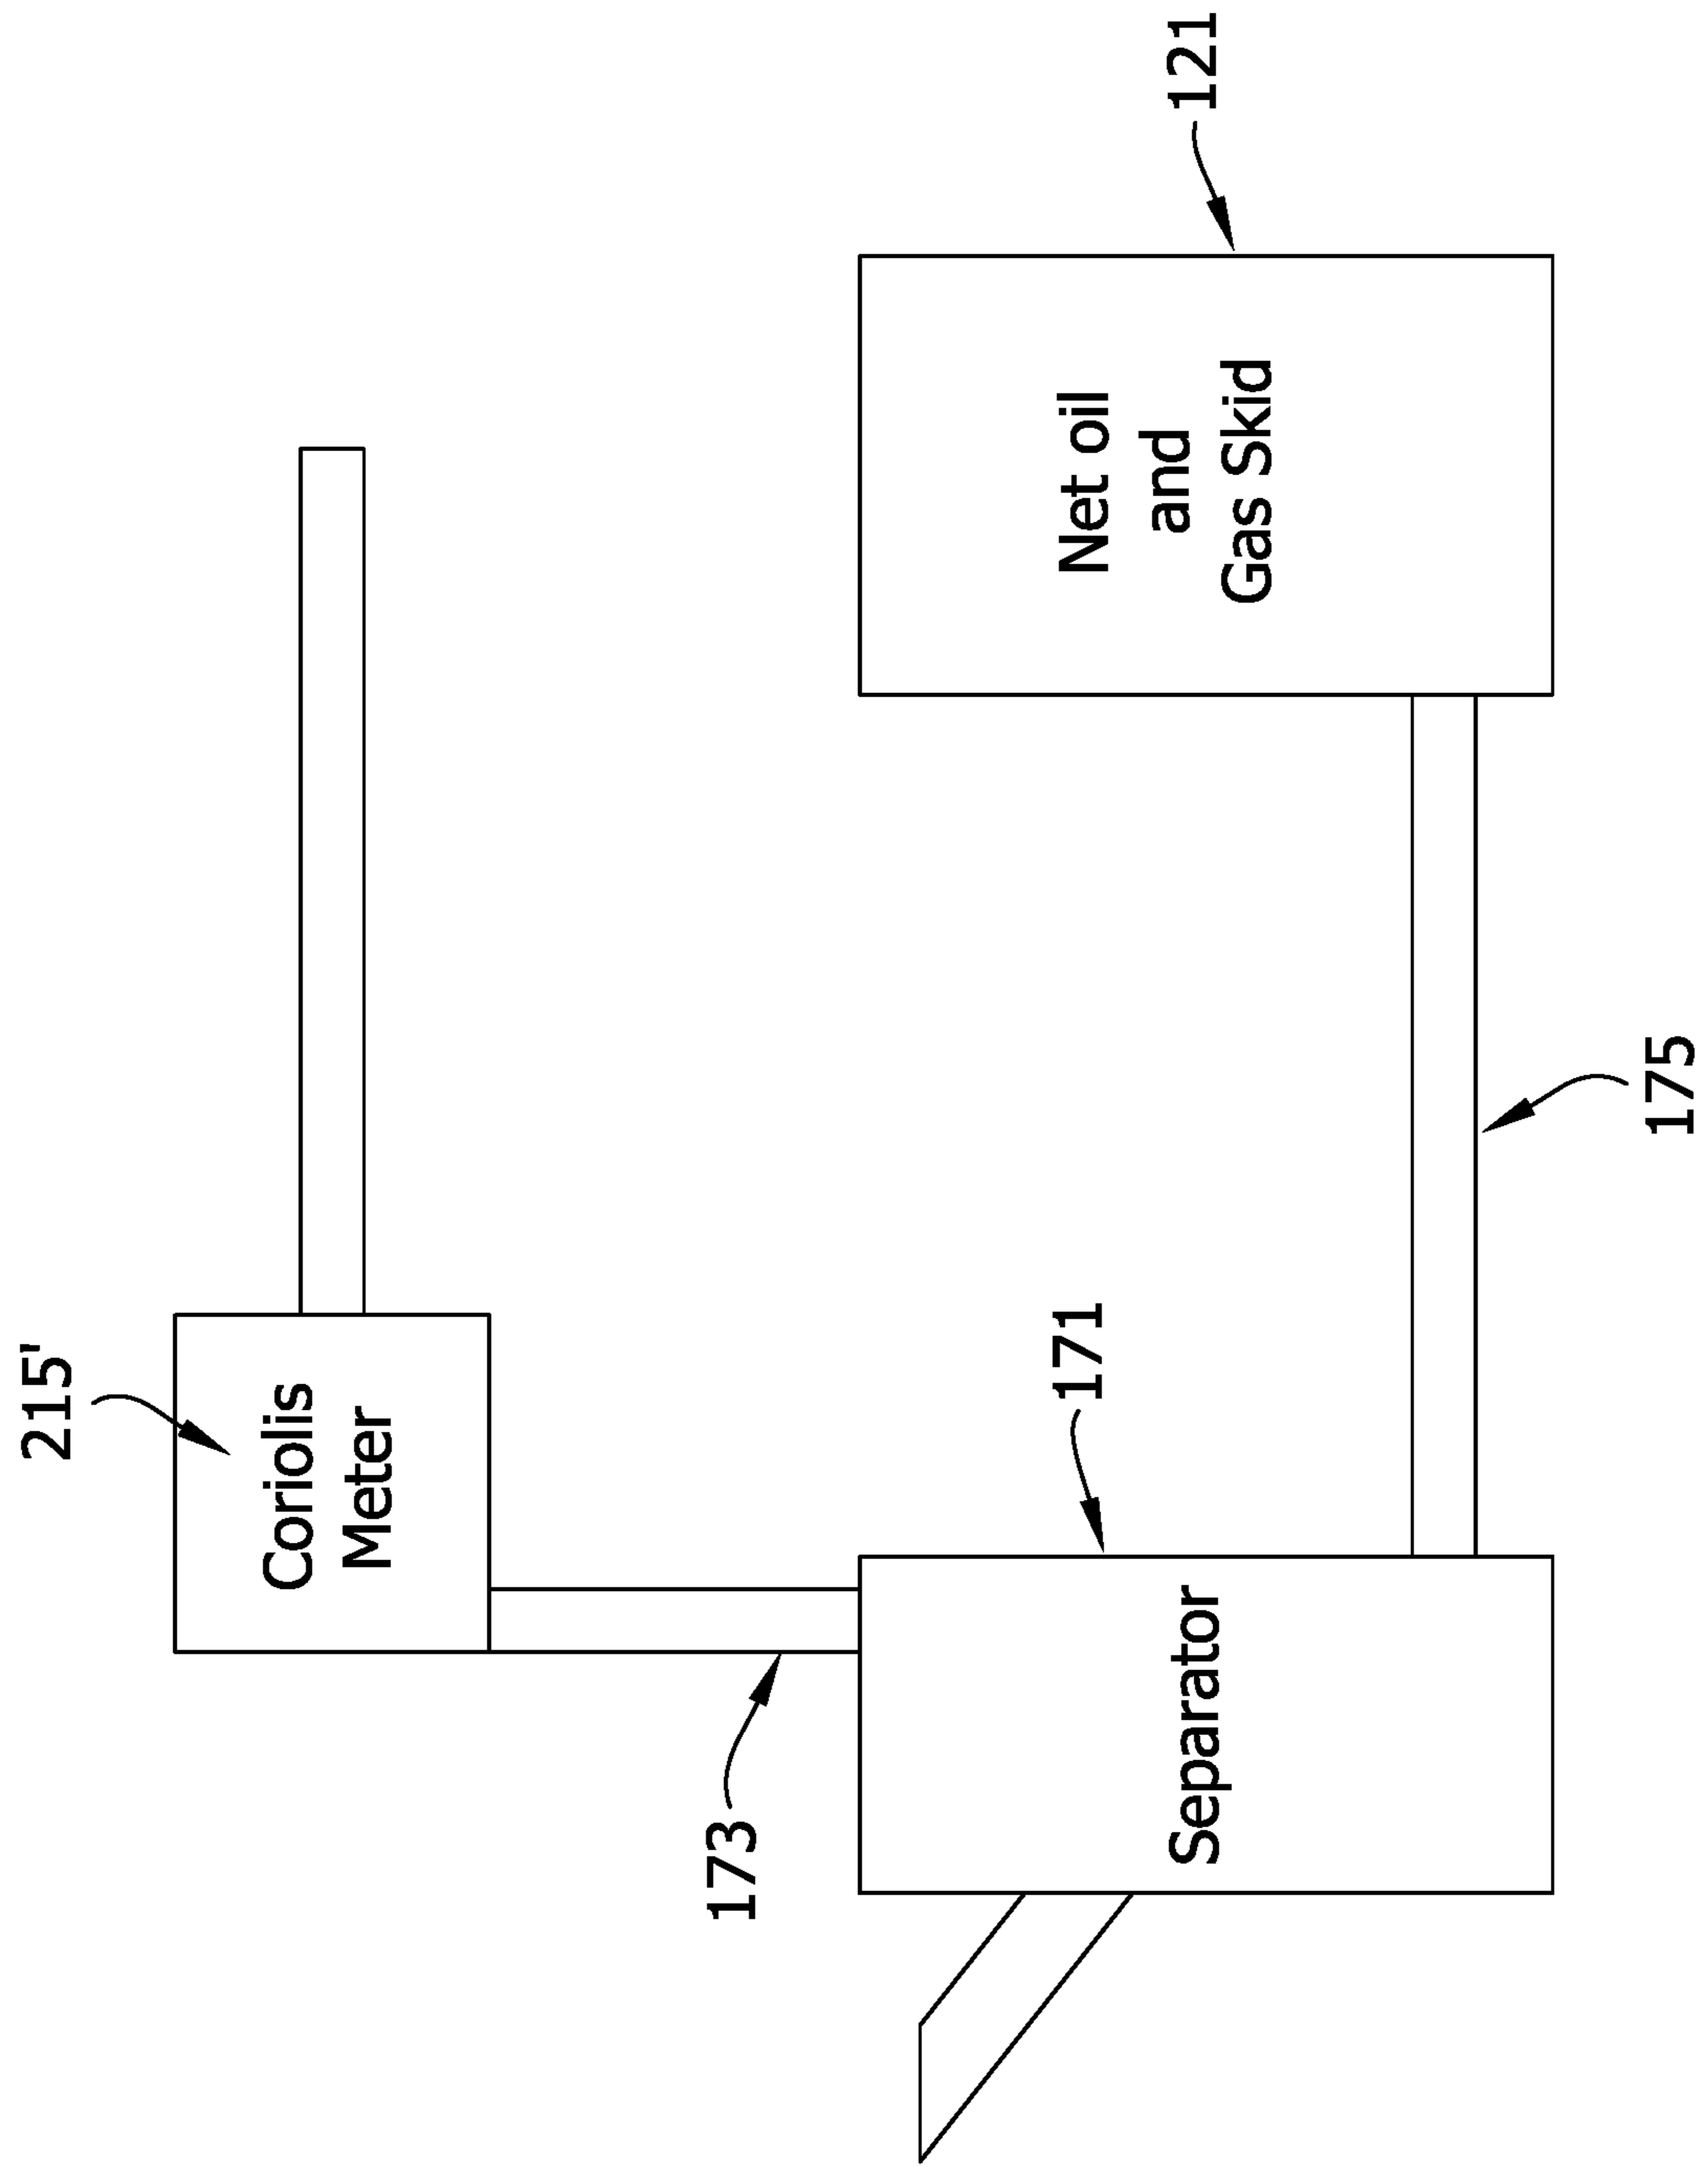 215'
Coriolis
Meter
173
171
Separator
175
Net oil
and
Gas Skid
121